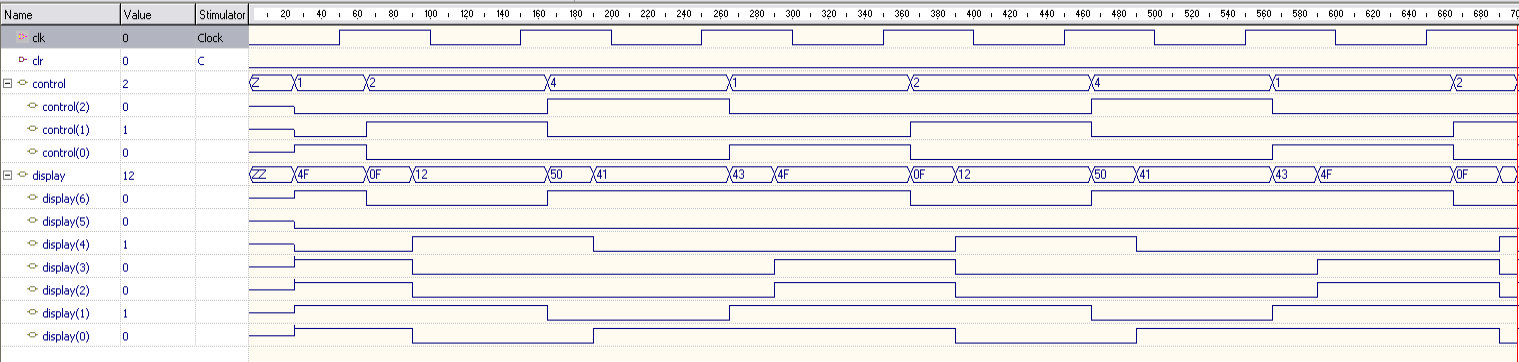 Name Value Stimulator 20 40 60 80 100 120 140 160 180 200 220 240 260 280 300 320 340 360 380 400 420 440 460 480 500 520 540 560 580 600 620 640 660 680 70
clk 0 Clock
clr 0 C
control 2 Z 1 2 4 1 2 4 1 2
control(2) 0
control(1) 1
control(0) 0
display 12 ZZ 4F 0F 12 50 41 43 4F 0F 12 50 41 43 4F 0F
display(6) 0
display(5) 0
display(4) 1
display(3) 0
display(2) 0
display(1) 1
display(0) 0